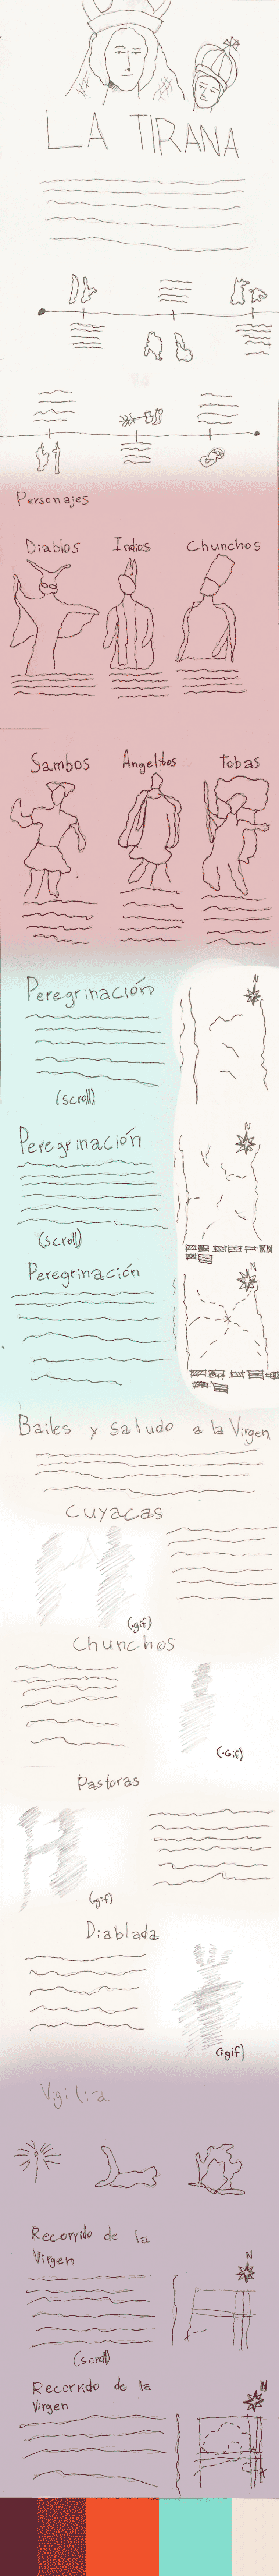 LA TIRANA
Personajes
Diablos Indios Chunchos
Sambos Angelitos Tobas
N
Peregrinación
(scroll)
N
Peregrinación
(scroll)
N
Peregrinación
Bailes y saludo a la Virgen
Cuyacas
(.gif)
Chunchos
(.gif)
Pastoras
(.gif)
Diablada
(.gif)
Vigilia
Recorrido de la
Virgen
N
(scroll)
Recorrido de la
Virgen
N